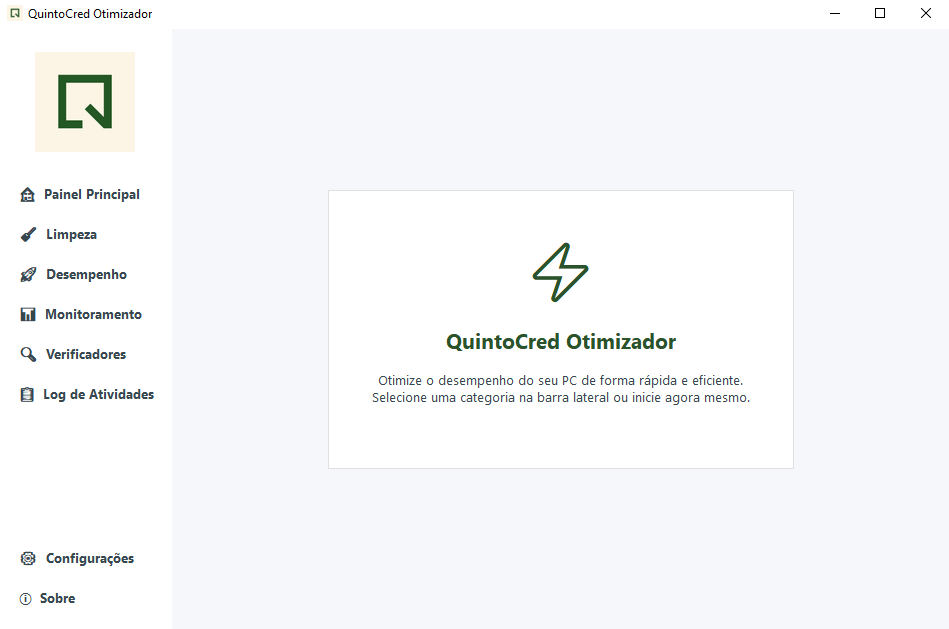 QuintoCred Otimizador
Painel Principal
Limpeza
Desempenho
Monitoramento
Verificadores
Log de Atividades
Configurações
Sobre
QuintoCred Otimizador
Otimize o desempenho do seu PC de forma rápida e eficiente.
Selecione uma categoria na barra lateral ou inicie agora mesmo.